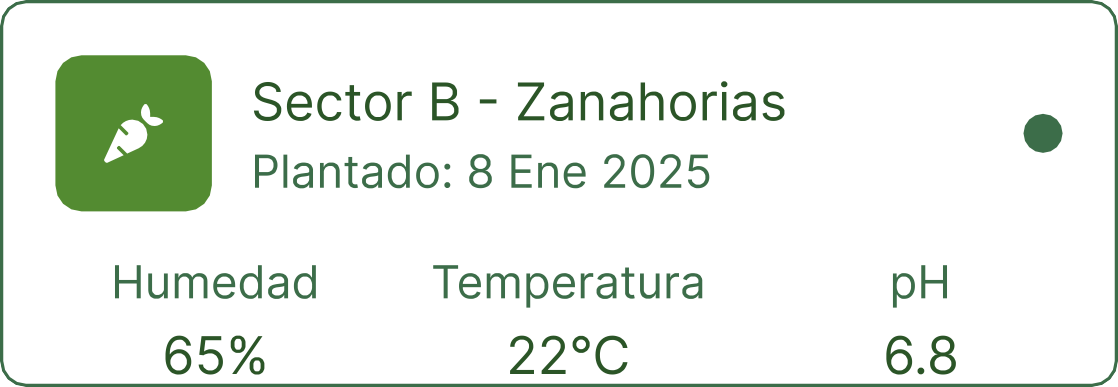 Sector B - Zanahorias
Plantado: 8 Ene 2025
Humedad Temperatura pH
65% 22°C 6.8